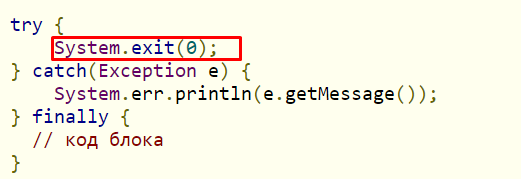 try {
    System.exit(0);
} catch(Exception e) {
    System.err.println(e.getMessage());
} finally {
  // код блока
}